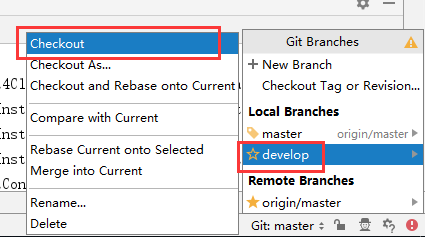 Checkout
Checkout As...
Checkout and Rebase onto Current
Compare with Current
Rebase Current onto Selected
Merge into Current
Rename...
Delete
.4Cl
Inst
Inst
Inst
.Con
Git Branches
+ New Branch
Checkout Tag or Revision...
Local Branches
master origin/master
develop
Remote Branches
origin/master
Git: master